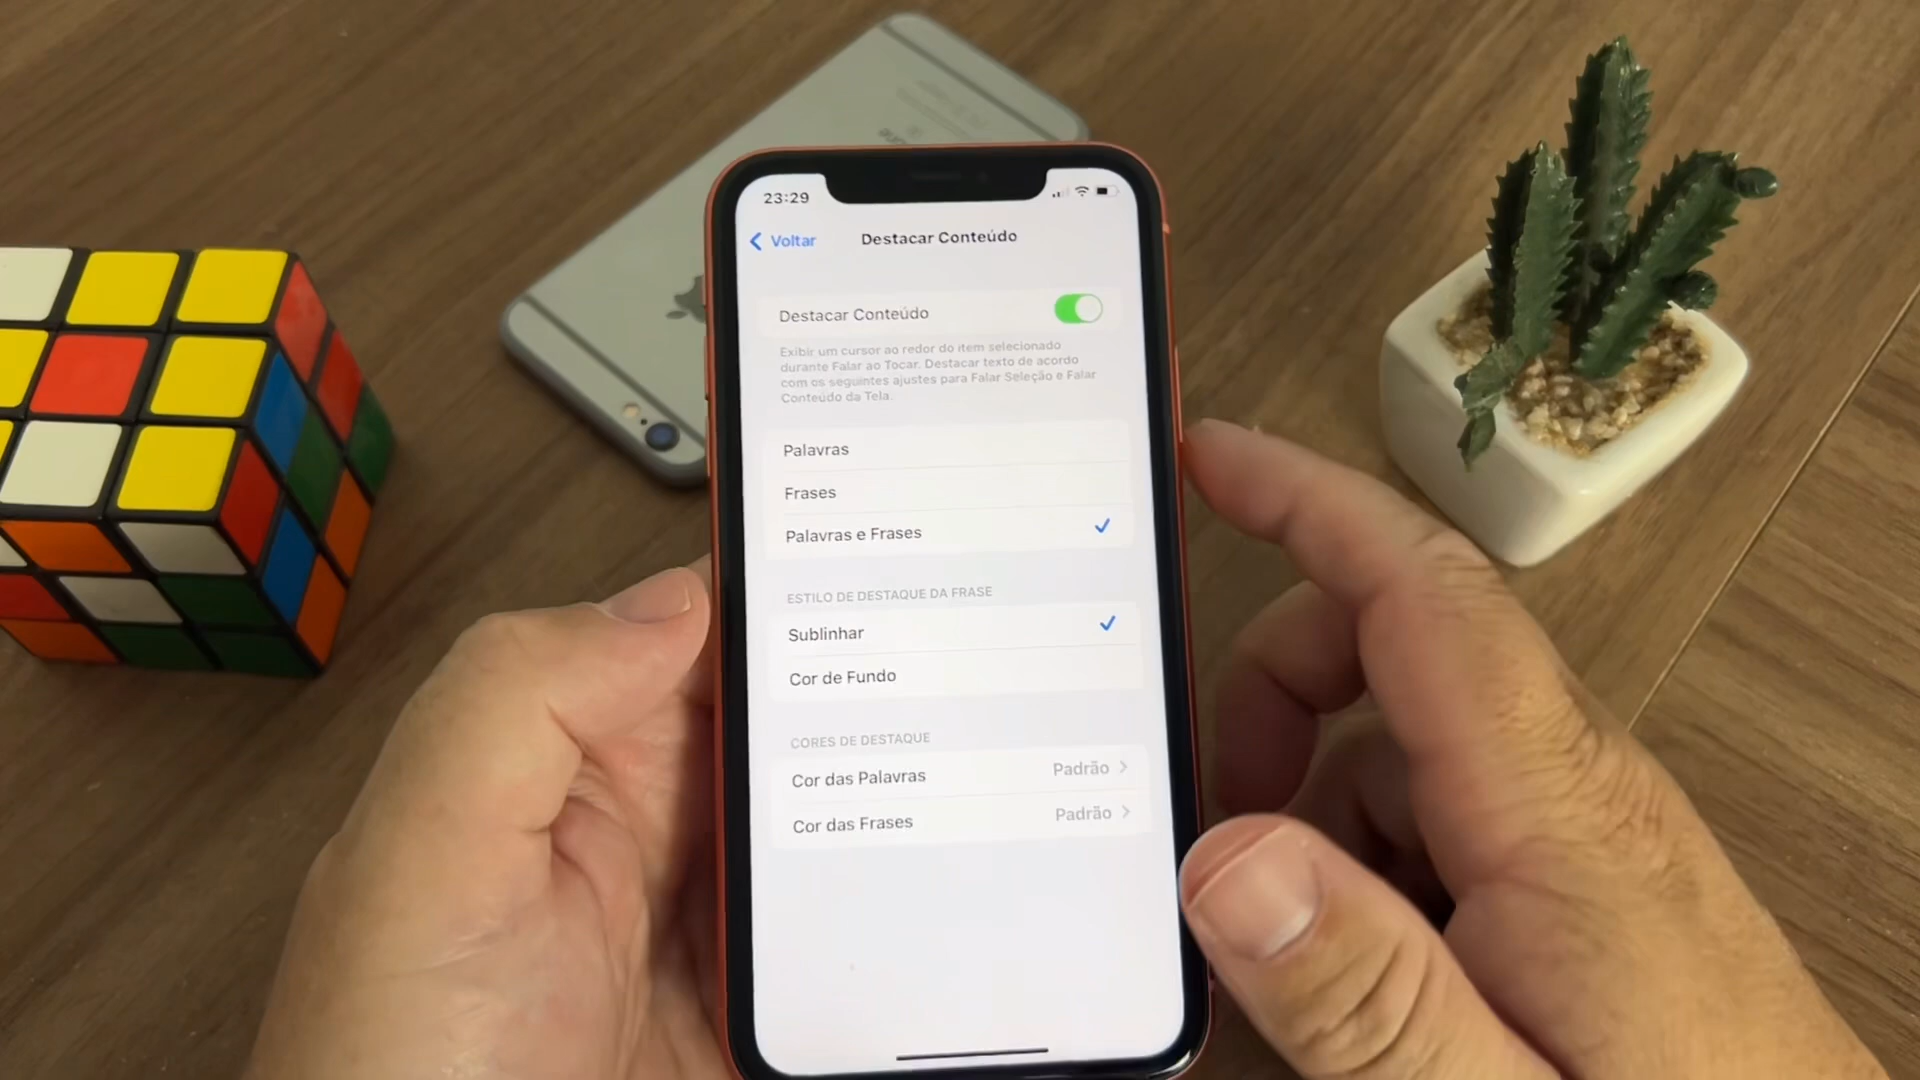 23:29
Voltar
Destacar Conteúdo
Destacar Conteúdo
Exibir um cursor ao redor do item selecionado
durante Falar ao Tocar. Destacar texto de acordo
com os seguintes ajustes para Falar Seleção e Falar
Conteúdo da Tela.
Palavras
Frases
Palavras e Frases
ESTILO DE DESTAQUE DA FRASE
Sublinhar
Cor de Fundo
CORES DE DESTAQUE
Cor das Palavras Padrão
Cor das Frases Padrão